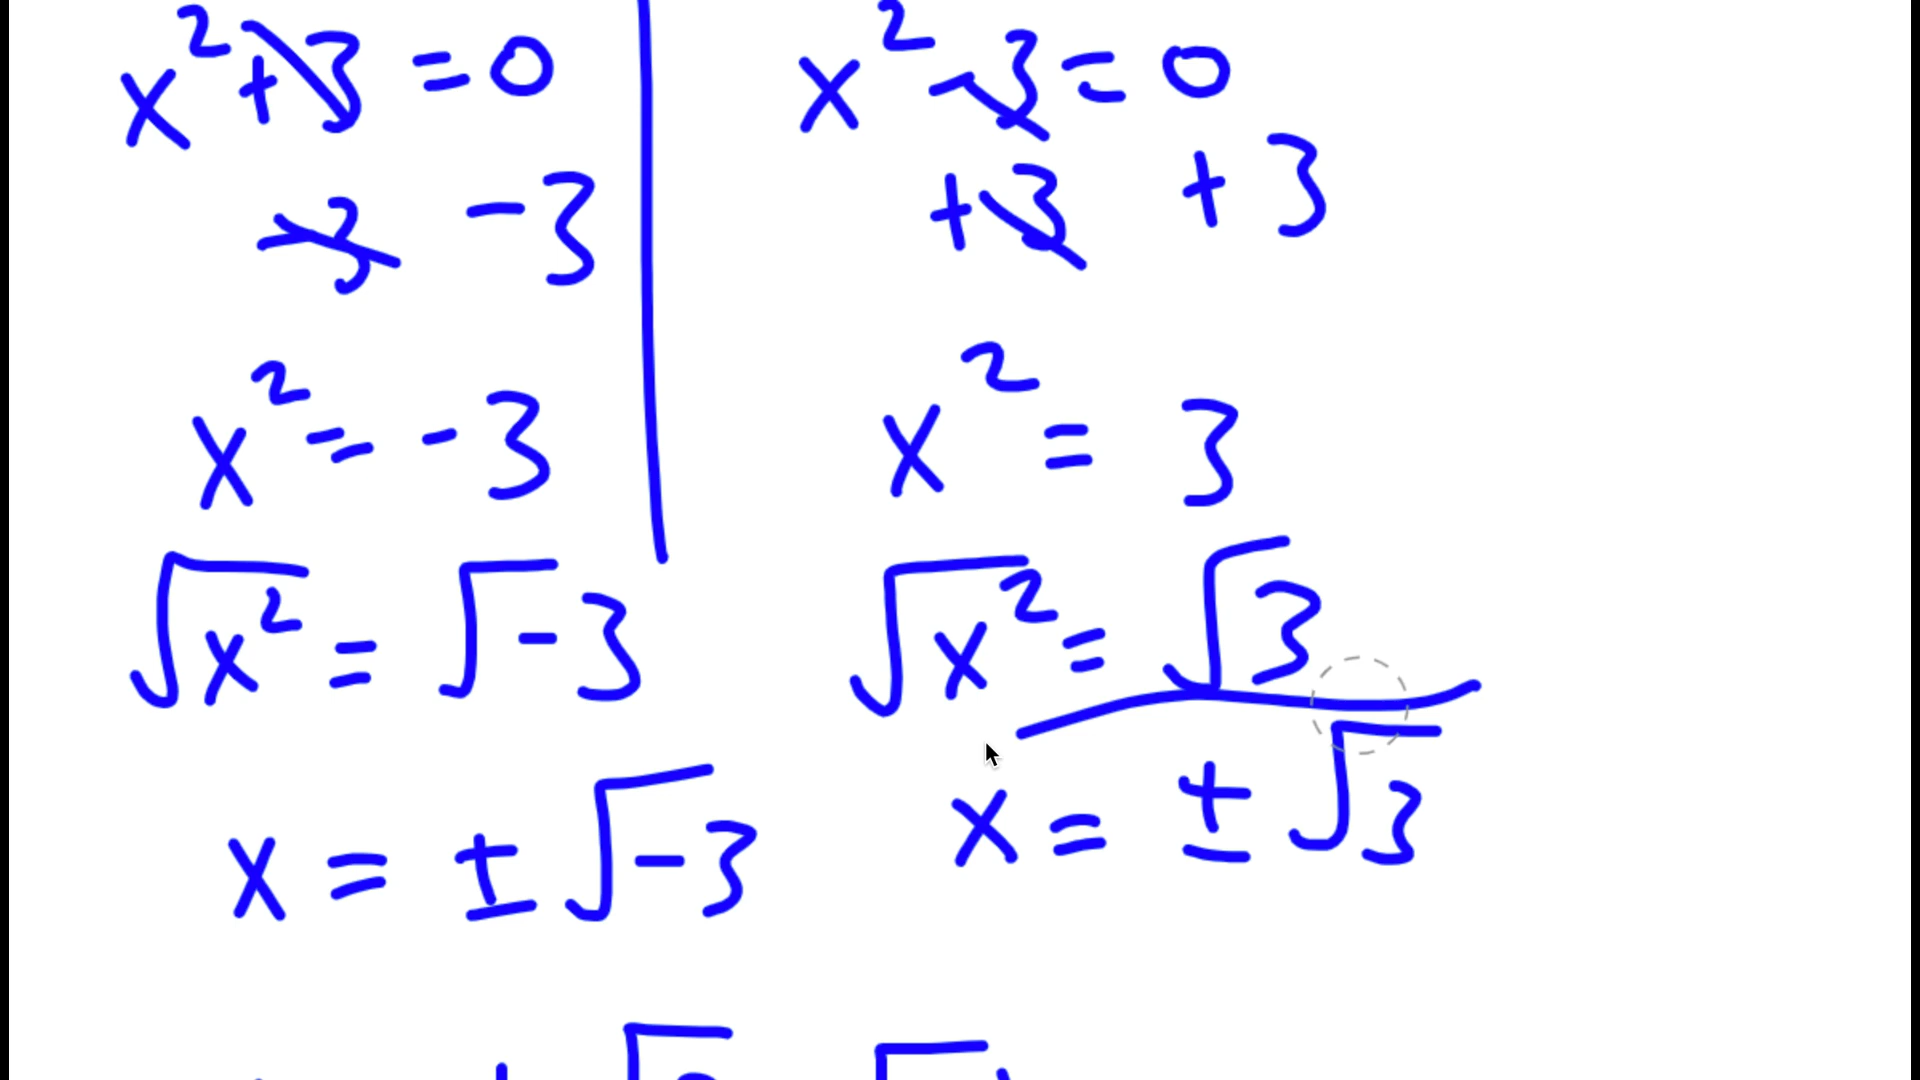 x² + 3 = 0
- 3 - 3
x² = - 3
√x² = √-3
x = ± √-3
x² - 3 = 0
+ 3 + 3
x² = 3
√x² = √3
x = ± √3